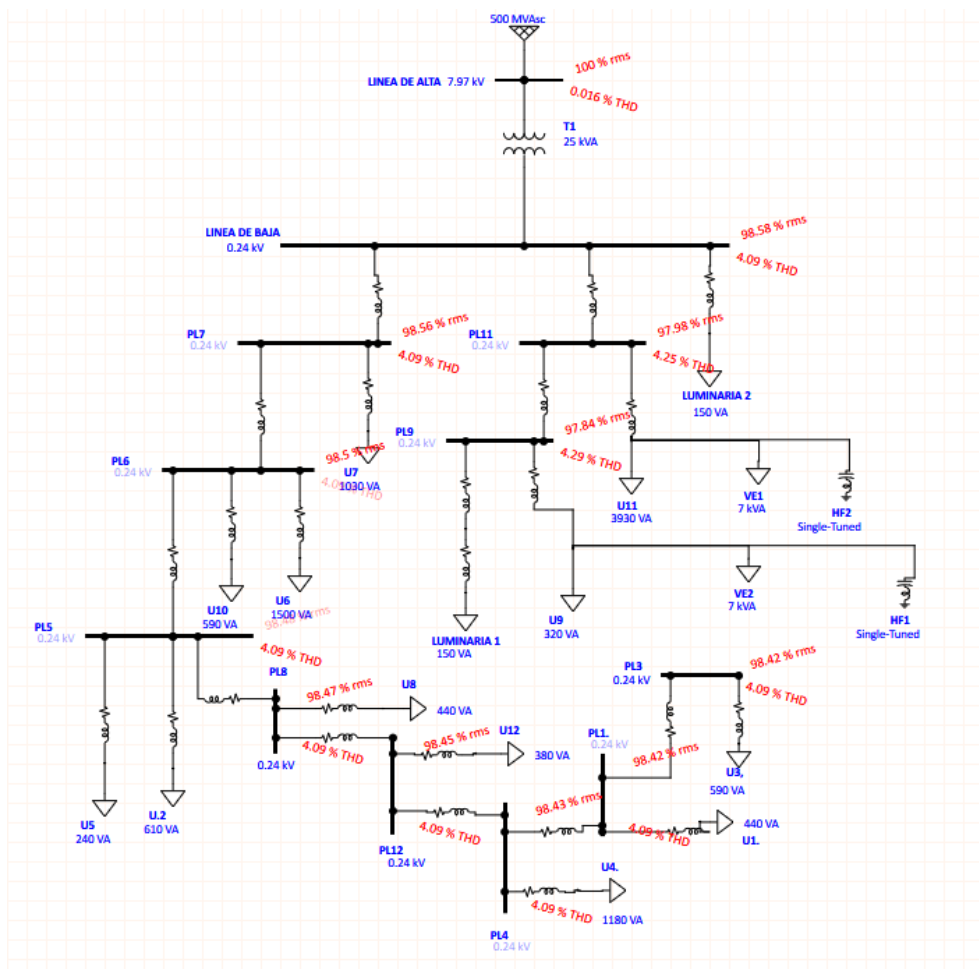 500 MVAsc
100 % rms
LINEA DE ALTA 7.97 kV
0.016 % THD
T1
25 kVA
LINEA DE BAJA
0.24 kV
98.58 % rms
4.09 % THD
PL7
0.24 kV
98.56 % rms
4.09 % THD
PL11
0.24 kV
97.98 % rms
4.25 % THD
LUMINARIA 2
150 VA
PL9
0.24 kV
97.84 % rms
4.29 % THD
PL6
0.24 kV
98.5 % rms
4.09 % THD
U7
1030 VA
U11
3930 VA
VE1
7 kVA
HF2
Single-Tuned
U10
590 VA
U6
1500 VA
U9
320 VA
VE2
7 kVA
HF1
Single-Tuned
LUMINARIA 1
150 VA
PL5
0.24 kV
% rms
4.09 % THD
PL8
0.24 kV
98.47 % rms
4.09 % THD
U8
440 VA
U12
380 VA
98.45 % rms
4.09 % THD
PL3
0.24 kV
98.42 % rms
4.09 % THD
U3,
590 VA
PL1.
0.24 kV
98.42 % rms
4.09 % THD
440 VA
U1.
98.43 % rms
4.09 % THD
U5
240 VA
U.2
610 VA
PL12
0.24 kV
U4.
1180 VA
PL4
0.24 kV